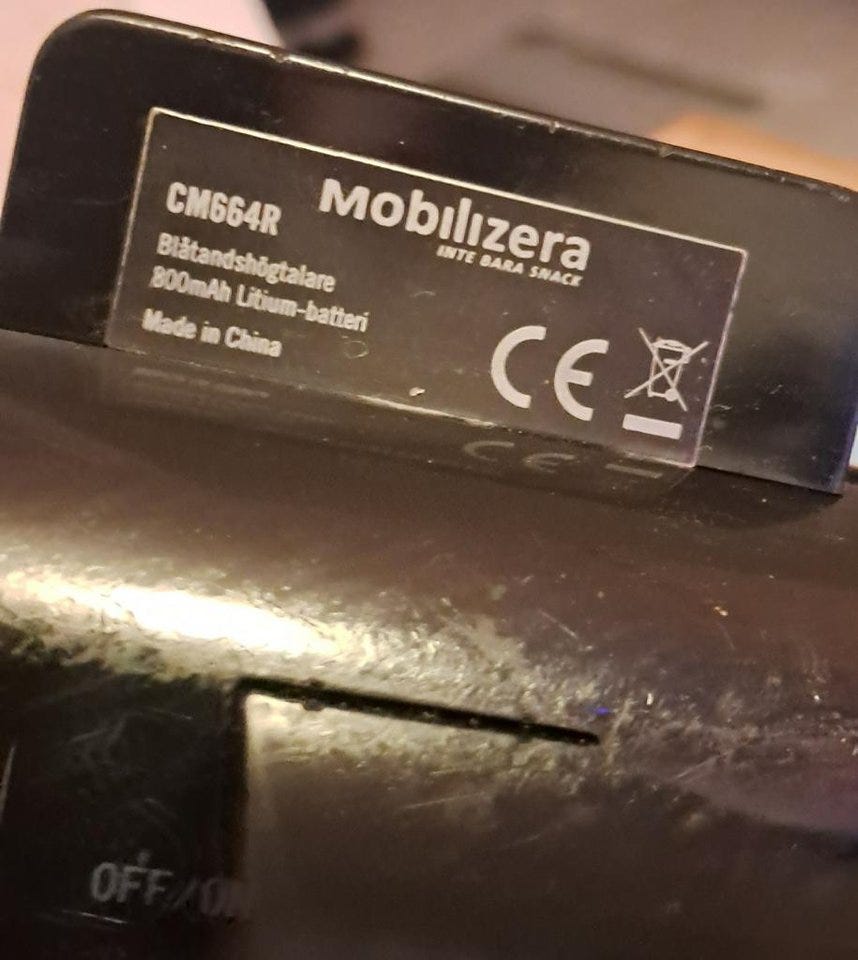 CM664R
Blåtandshögtalare
800mAh Litium-batteri
Made in China
Mobilizera
INTE BARA SNACK
CE
OFF/ON